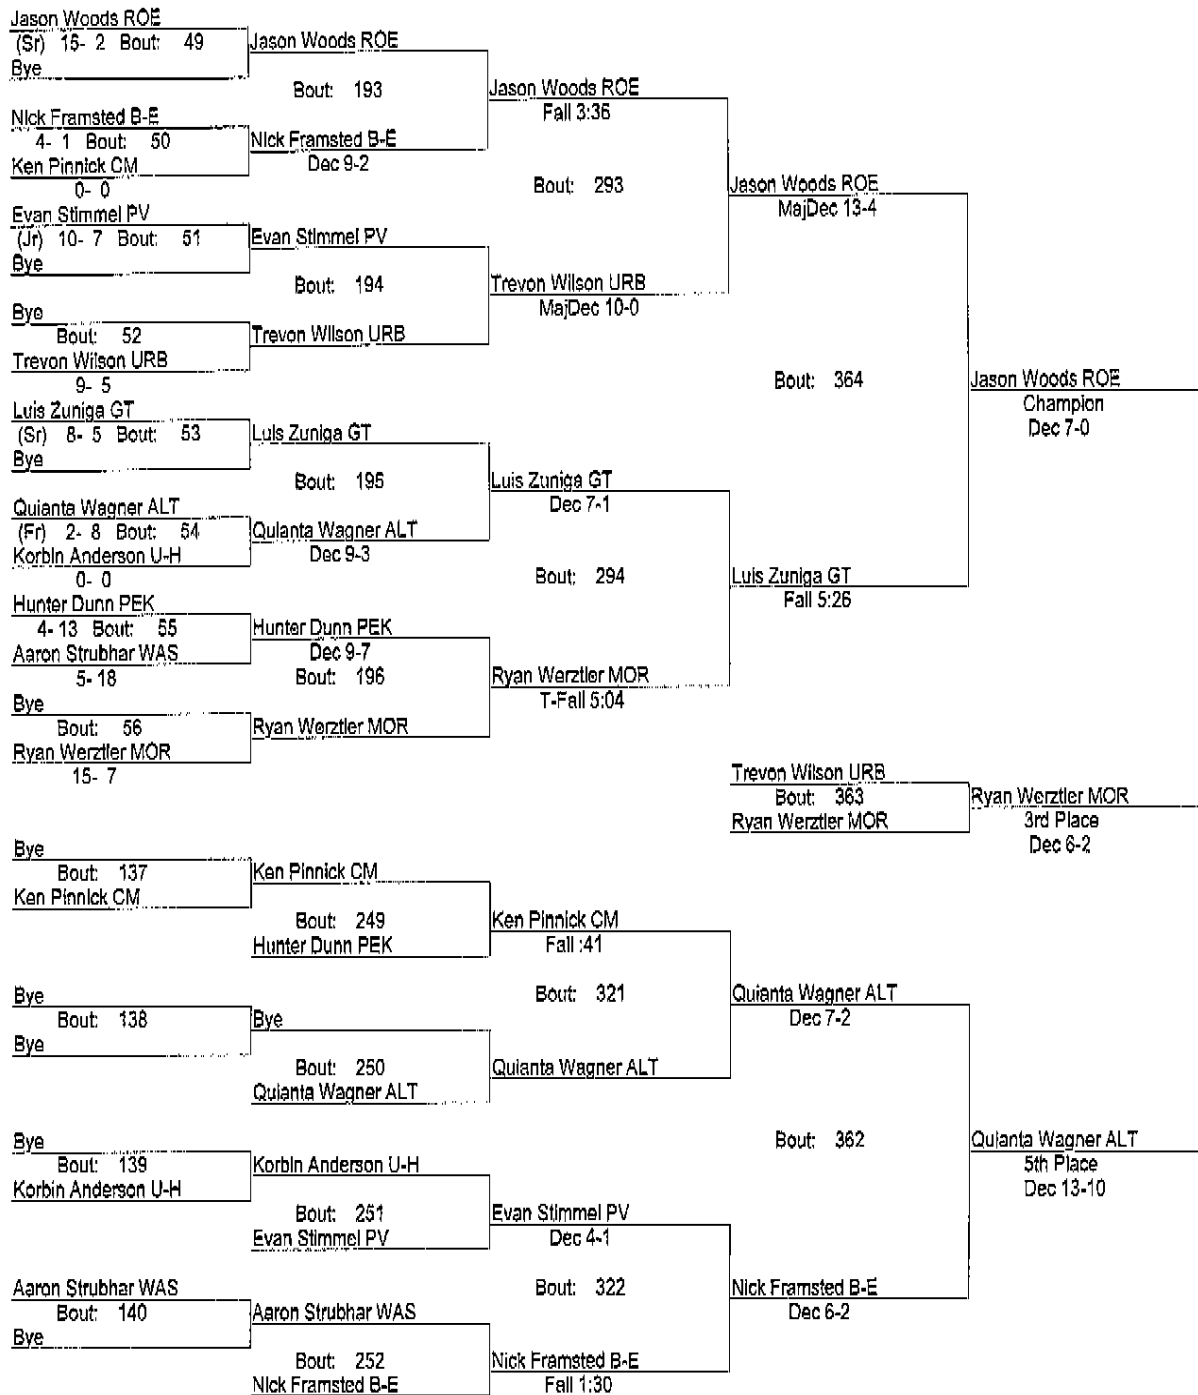 Jason Woods ROE
(Sr) 15- 2 Bout: 49
Bye
Jason Woods ROE
Bout: 193
Nick Framsted B-E
4- 1 Bout: 50
Ken Pinnick CM
0- 0
Nick Framsted B-E
Dec 9-2
Jason Woods ROE
Fall 3:36
Bout: 293
Evan Stimmel PV
(Jr) 10- 7 Bout: 51
Bye
Evan Stimmel PV
Bout: 194
Bye
Bout: 52
Trevon Wilson URB
9- 5
Trevon Wilson URB
Trevon Wilson URB
MajDec 10-0
Jason Woods ROE
MajDec 13-4
Bout: 364
Jason Woods ROE
Champion
Dec 7-0
Luis Zuniga GT
(Sr) 8- 5 Bout: 53
Bye
Luis Zuniga GT
Bout: 195
Quianta Wagner ALT
(Fr) 2- 8 Bout: 54
Korbin Anderson U-H
0- 0
Quianta Wagner ALT
Dec 9-3
Luis Zuniga GT
Dec 7-1
Bout: 294
Luis Zuniga GT
Fall 5:26
Hunter Dunn PEK
4- 13 Bout: 55
Aaron Strubhar WAS
5- 18
Hunter Dunn PEK
Dec 9-7
Bout: 196
Bye
Bout: 56
Ryan Werztler MOR
15- 7
Ryan Werztler MOR
Ryan Werztler MOR
T-Fall 5:04
Trevon Wilson URB
Bout: 363
Ryan Werztler MOR
Ryan Werztler MOR
3rd Place
Dec 6-2
Bye
Bout: 137
Ken Pinnick CM
Ken Pinnick CM
Bout: 249
Hunter Dunn PEK
Ken Pinnick CM
Fall :41
Bout: 321
Bye
Bout: 138
Bye
Bye
Bout: 250
Quianta Wagner ALT
Quianta Wagner ALT
Quianta Wagner ALT
Dec 7-2
Bout: 362
Quianta Wagner ALT
5th Place
Dec 13-10
Bye
Bout: 139
Korbin Anderson U-H
Korbin Anderson U-H
Bout: 251
Evan Stimmel PV
Evan Stimmel PV
Dec 4-1
Bout: 322
Nick Framsted B-E
Dec 6-2
Aaron Strubhar WAS
Bout: 140
Bye
Aaron Strubhar WAS
Bout: 252
Nick Framsted B-E
Nick Framsted B-E
Fall 1:30